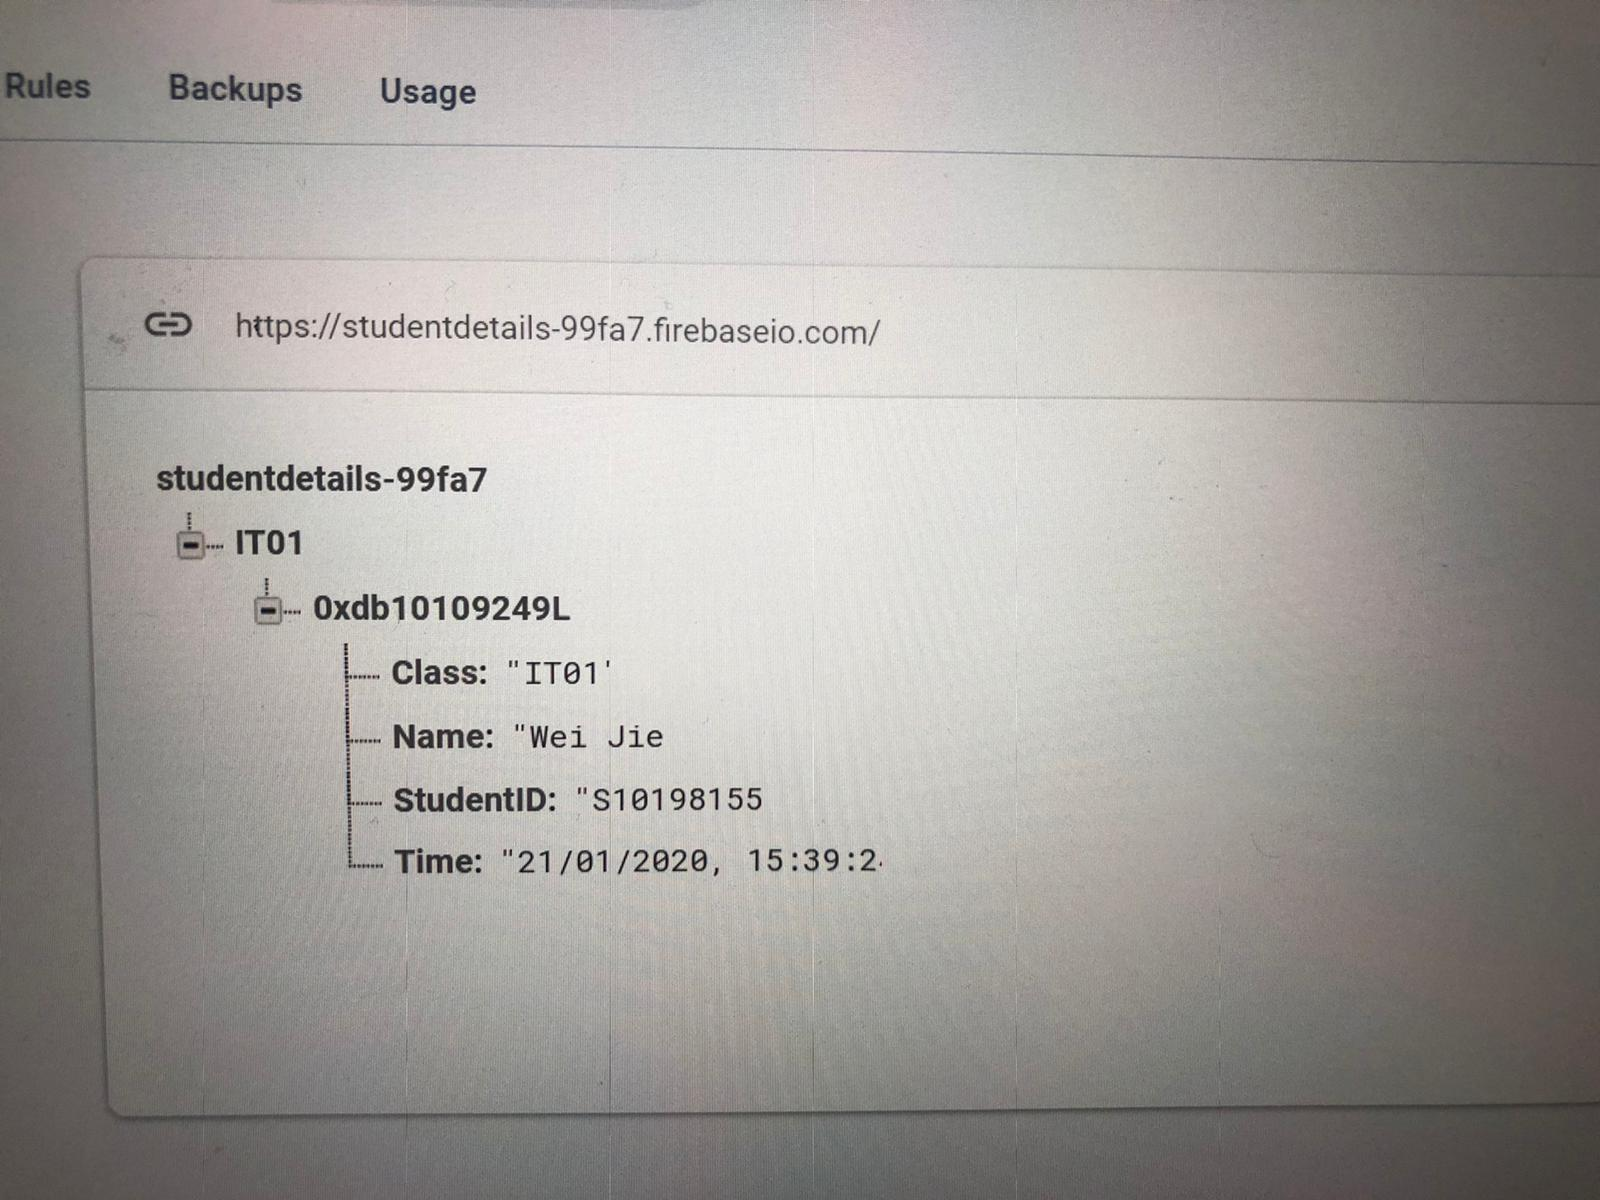 Rules Backups Usage
https://studentdetails-99fa7.firebaseio.com/
studentdetails-99fa7
IT01
0xdb10109249L
Class: "IT01'
Name: "Wei Jie
StudentID: "S10198155
Time: "21/01/2020, 15:39:2